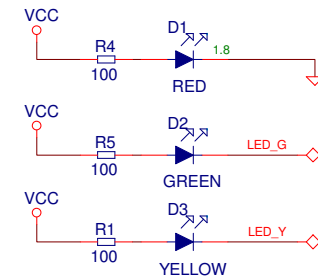 VCC
R4
100
D1
1.8
RED
VCC
R5
100
D2
LED_G
GREEN
VCC
R1
100
D3
LED_Y
YELLOW